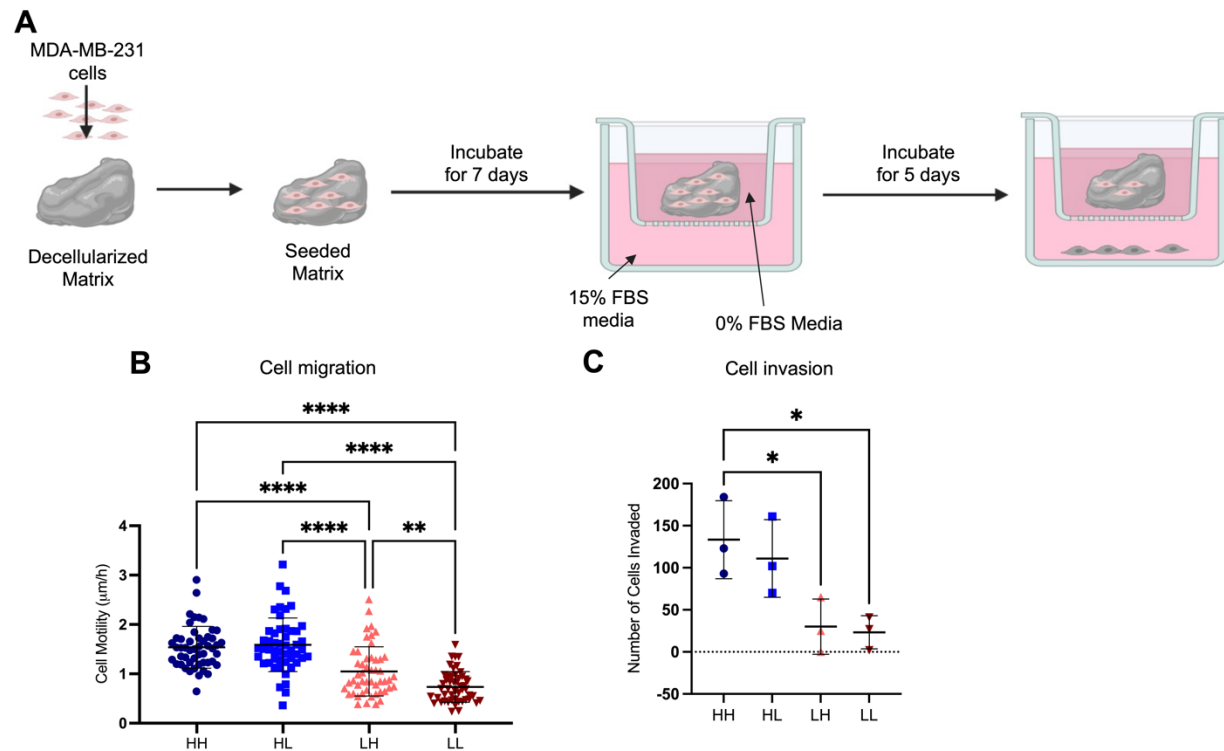 A
MDA-MB-231
cells
Decellularized
Matrix
Seeded
Matrix
Incubate
for 7 days
15% FBS
media
0% FBS Media
Incubate
for 5 days
B
Cell migration
****
****
****
****
**
Cell Motility (μm/h)
4
3
2
1
0
HH
HL
LH
LL
C
Cell invasion
*
*
Number of Cells Invaded
200
150
100
50
0
-50
HH
HL
LH
LL